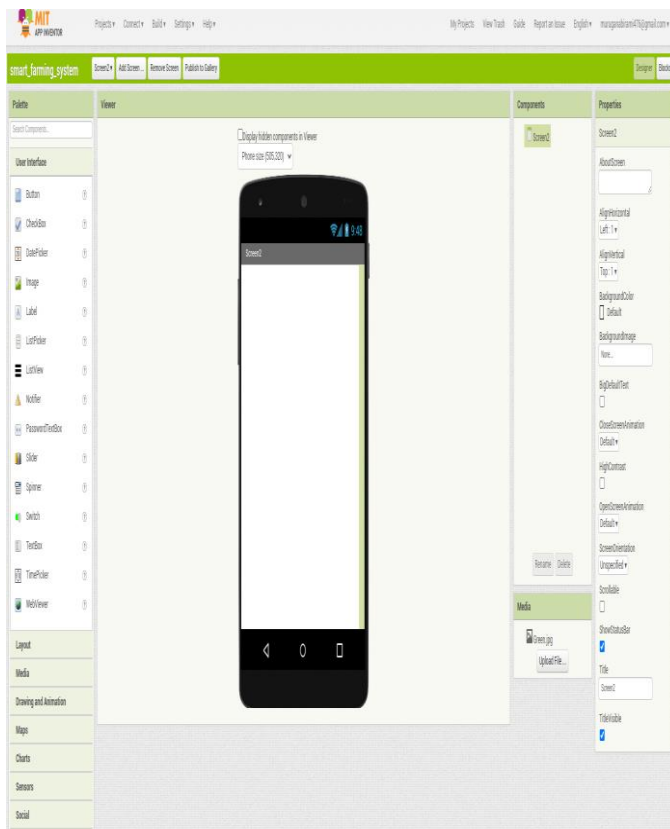 MIT
APP INVENTOR
Projects Connect Build Settings Help
My Projects View Trash Guide Report an Issue English
smart_farming_system
Screen2 Add Screen ... Remove Screen Publish to Gallery
Designer Blocks
Palette
Search Components...
User Interface
Button
CheckBox
DatePicker
Image
Label
ListPicker
ListView
Notifier
PasswordTextBox
Slider
Spinner
Switch
TextBox
TimePicker
WebViewer
Layout
Media
Drawing and Animation
Maps
Charts
Sensors
Social
Viewer
Display hidden components in Viewer
Phone size (505,320)
9:48
Screen2
Components
Screen2
Rename Delete
Media
Green.jpg
Upload File ...
Properties
Screen2
AboutScreen
AlignHorizontal
Left : 1
AlignVertical
Top : 1
BackgroundColor
Default
BackgroundImage
None...
BigDefaultText
CloseScreenAnimation
Default
HighContrast
OpenScreenAnimation
Default
ScreenOrientation
Unspecified
Scrollable
ShowStatusBar
Title
Screen2
TitleVisible